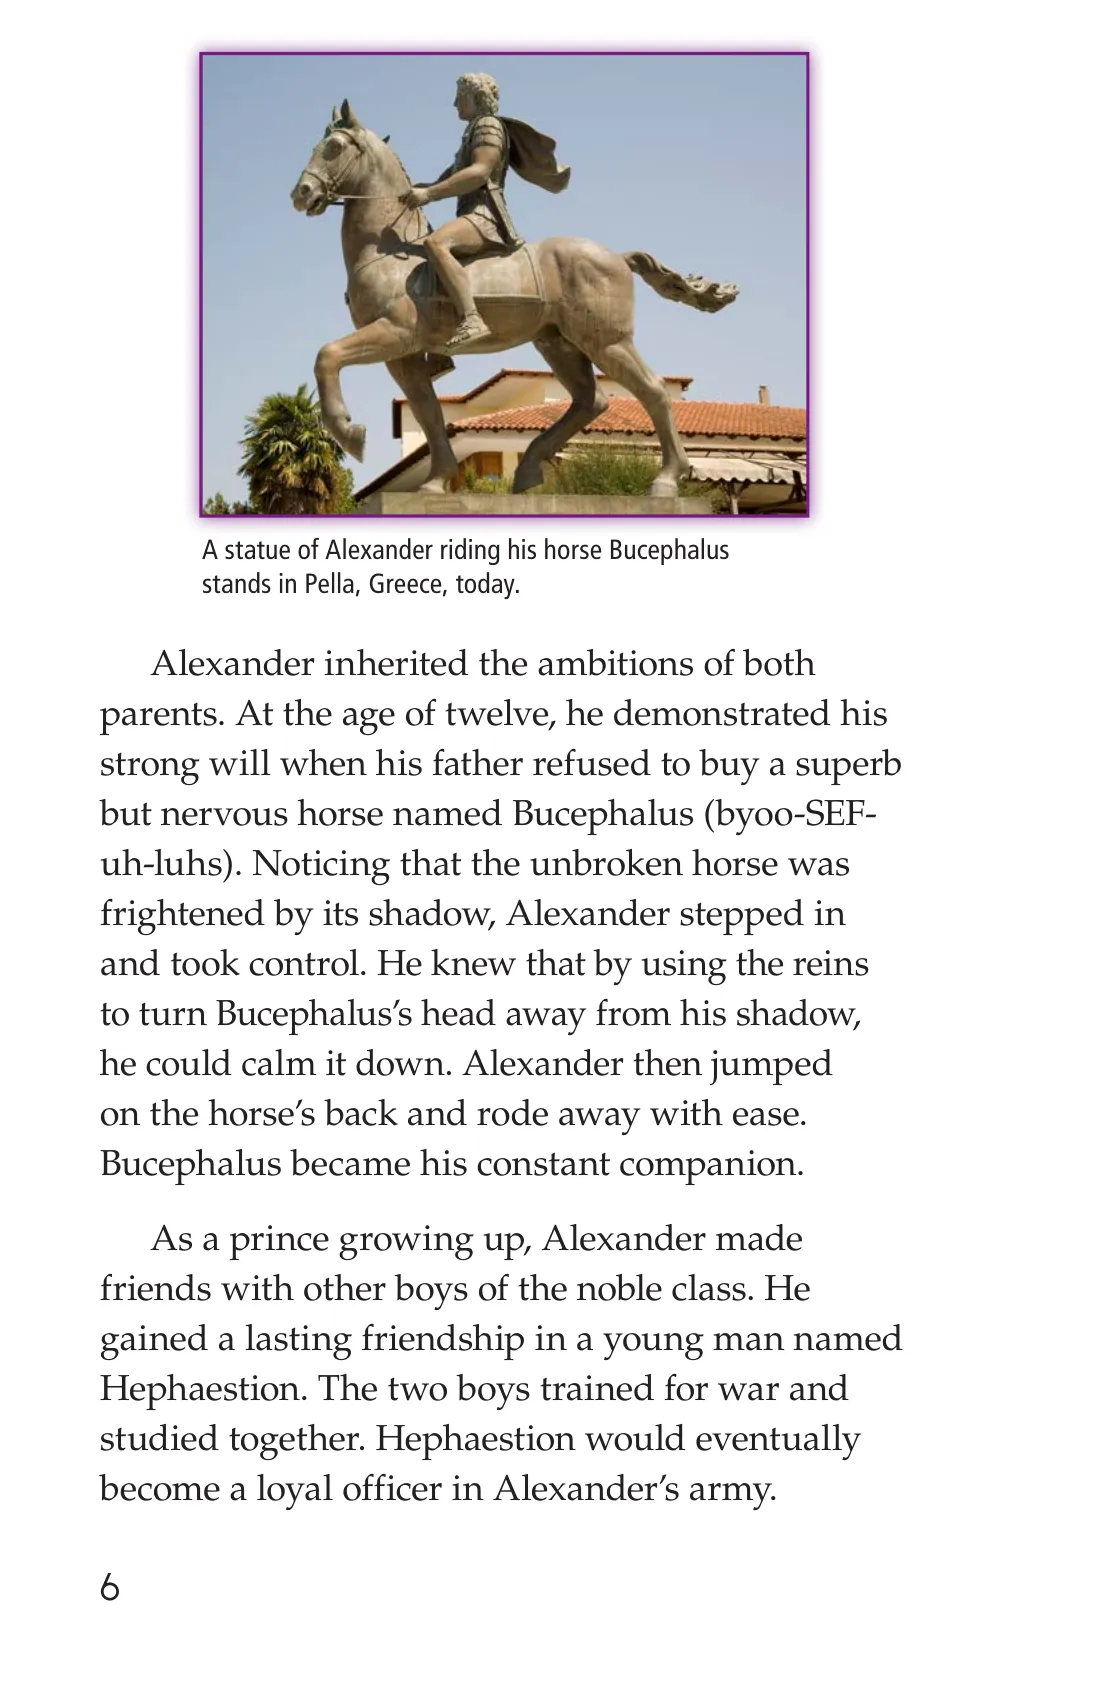 A statue of Alexander riding his horse Bucephalus
stands in Pella, Greece, today.
Alexander inherited the ambitions of both
parents. At the age of twelve, he demonstrated his
strong will when his father refused to buy a superb
but nervous horse named Bucephalus (byoo-SEF-
uh-luhs). Noticing that the unbroken horse was
frightened by its shadow, Alexander stepped in
and took control. He knew that by using the reins
to turn Bucephalus’s head away from his shadow,
he could calm it down. Alexander then jumped
on the horse’s back and rode away with ease.
Bucephalus became his constant companion.
As a prince growing up, Alexander made
friends with other boys of the noble class. He
gained a lasting friendship in a young man named
Hephaestion. The two boys trained for war and
studied together. Hephaestion would eventually
become a loyal officer in Alexander’s army.
6